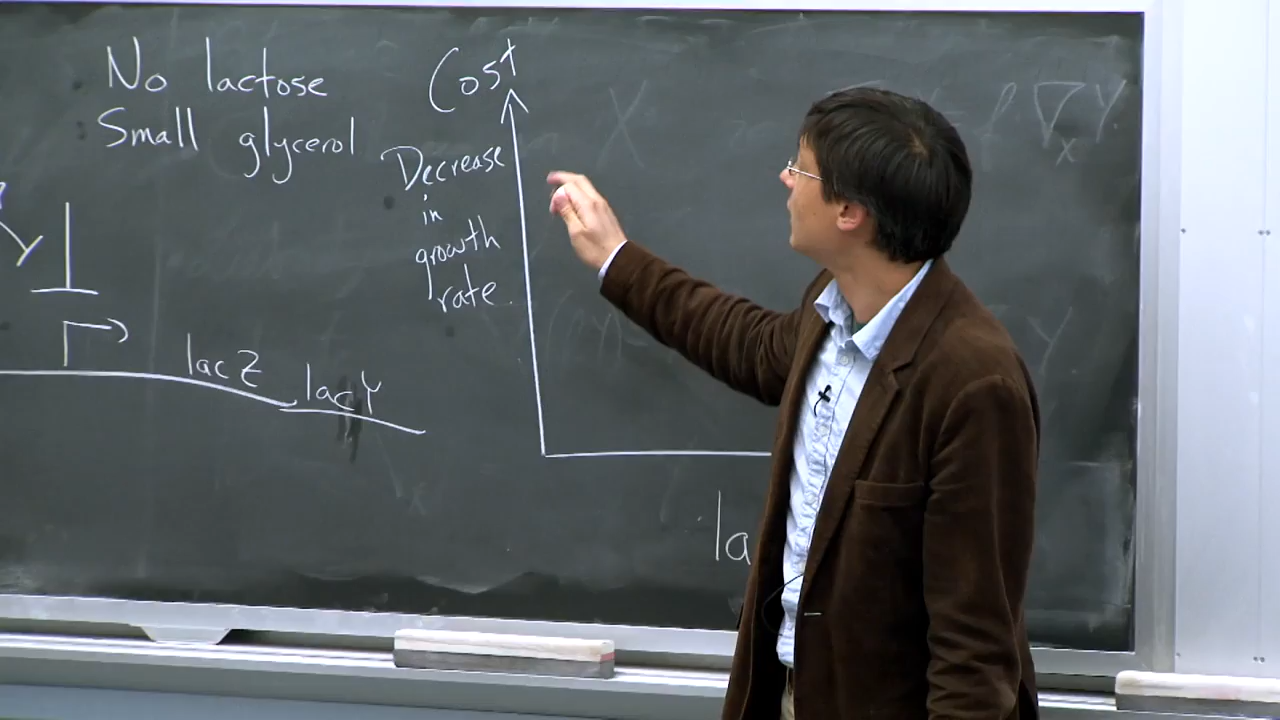 No lactose
Small glycerol
Cost
Decrease
in
growth
rate
lacZ
lacY
la
X
Y